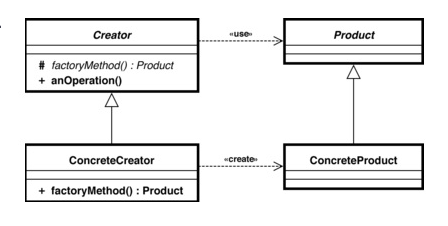 Creator
«use»
Product
# factoryMethod() : Product
+ anOperation()
ConcreteCreator
«create»
ConcreteProduct
+ factoryMethod() : Product